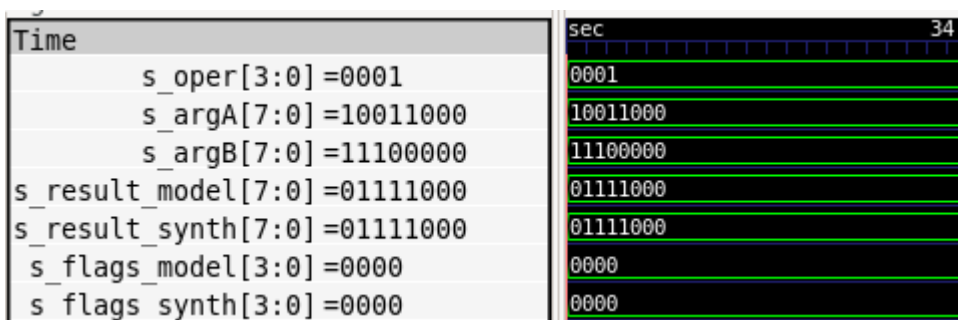 Time
sec 34
s_oper[3:0]=0001 0001
s_argA[7:0]=10011000 10011000
s_argB[7:0]=11100000 11100000
s_result_model[7:0]=01111000 01111000
s_result_synth[7:0]=01111000 01111000
s_flags_model[3:0]=0000 0000
s_flags_synth[3:0]=0000 0000